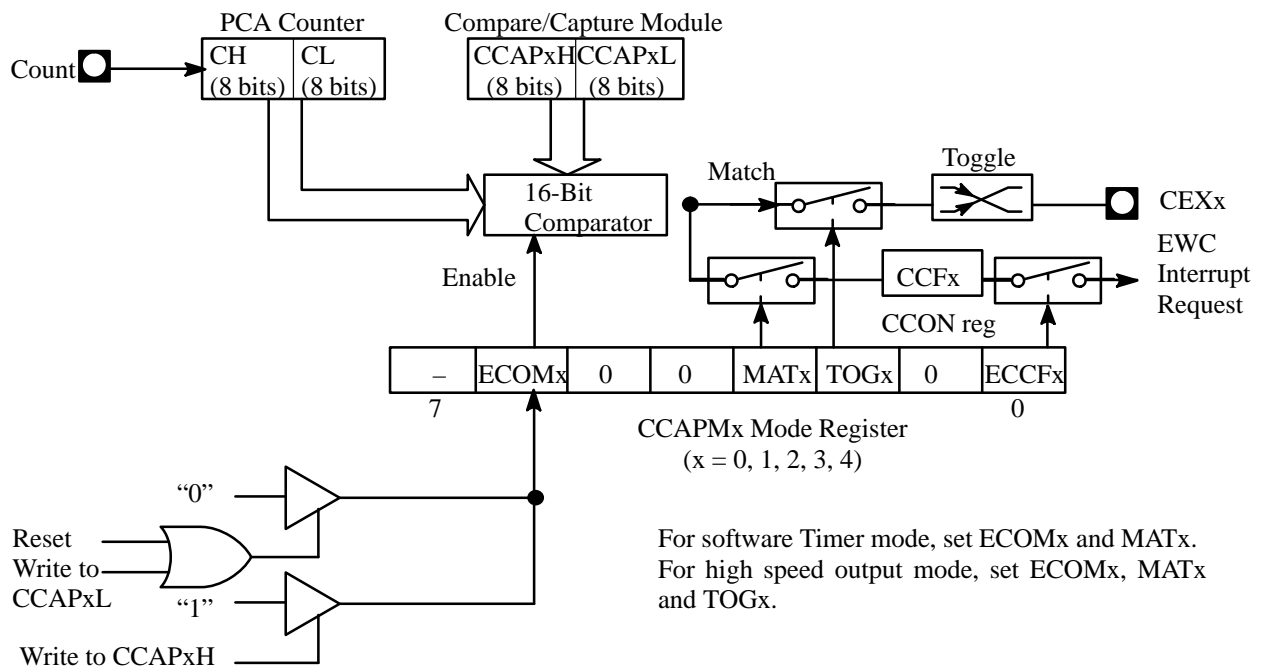 PCA Counter
Compare/Capture Module
Count
CH
(8 bits)
CL
(8 bits)
CCAPxH
(8 bits)
CCAPxL
(8 bits)
16-Bit
Comparator
Match
Toggle
CEXx
Enable
CCFx
CCON reg
EWC
Interrupt
Request
– ECOMx 0 0 MATx TOGx 0 ECCFx
7 0
CCAPMx Mode Register
(x = 0, 1, 2, 3, 4)
“0”
Reset
Write to
CCAPxL
“1”
Write to CCAPxH
For software Timer mode, set ECOMx and MATx.
For high speed output mode, set ECOMx, MATx
and TOGx.